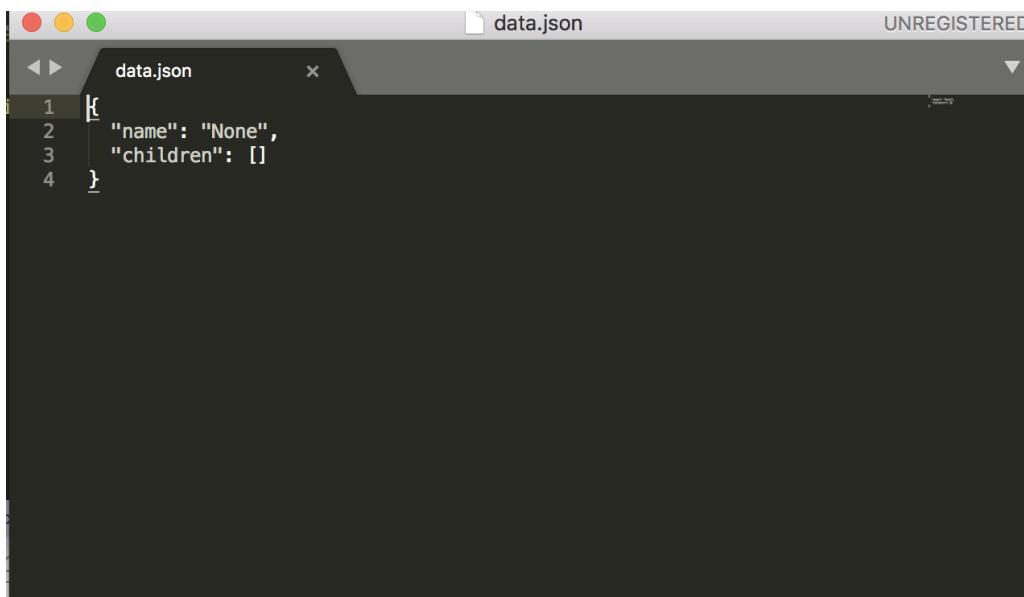 data.json
UNREGISTERED
data.json
1 {
2 "name": "None",
3 "children": []
4 }